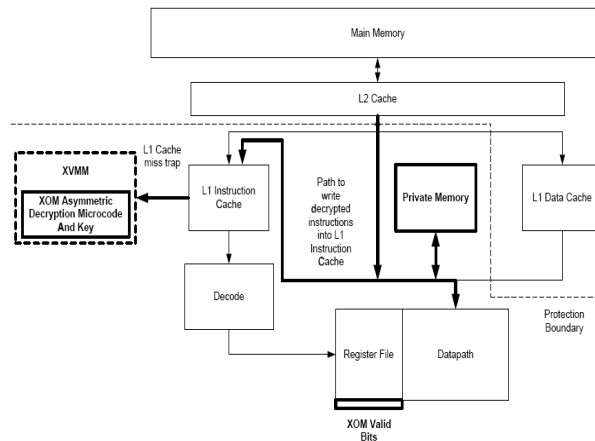 Main Memory
L2 Cache
L1 Cache
miss trap
XVMM
XOM Asymmetric
Decryption Microcode
And Key
L1 Instruction
Cache
Path to
write
decrypted
instructions
into L1
Instruction
Cache
Private Memory
L1 Data Cache
Decode
Protection
Boundary
Register File
Datapath
XOM Valid
Bits